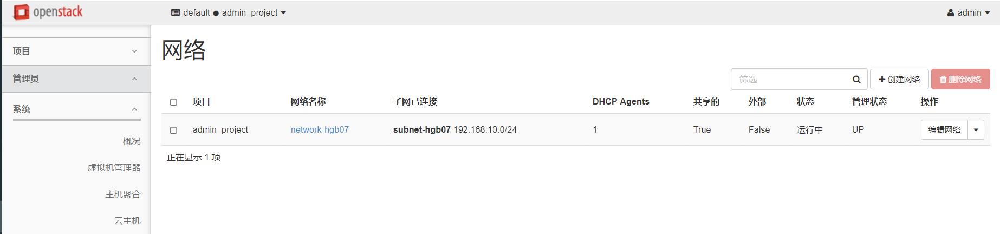 openstack default ● admin_project admin
项目
管理员
系统
概况
虚拟机管理器
主机聚合
云主机
网络
筛选 创建网络 删除网络
项目 网络名称 子网已连接 DHCP Agents 共享的 外部 状态 管理状态 操作
admin_project network-hgb07 subnet-hgb07 192.168.10.0/24 1 True False 运行中 UP 编辑网络
正在显示 1 项